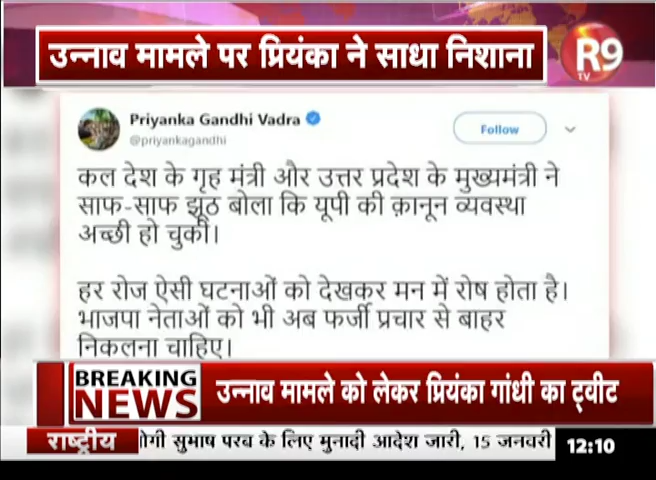 उन्नाव मामले पर प्रियंका ने साधा निशाना
R9
TV
Priyanka Gandhi Vadra
@priyankagandhi
Follow
कल देश के गृह मंत्री और उत्तर प्रदेश के मुख्यमंत्री ने
साफ-साफ झूठ बोला कि यूपी की क़ानून व्यवस्था
अच्छी हो चुकी।
हर रोज ऐसी घटनाओं को देखकर मन में रोष होता है।
भाजपा नेताओं को भी अब फर्जी प्रचार से बाहर
निकलना चाहिए।
BREAKING
NEWS
उन्नाव मामले को लेकर प्रियंका गांधी का ट्वीट
राष्ट्रीय
सुभाष परब के लिए मुनादी आदेश जारी, 15 जनवरी
12:10